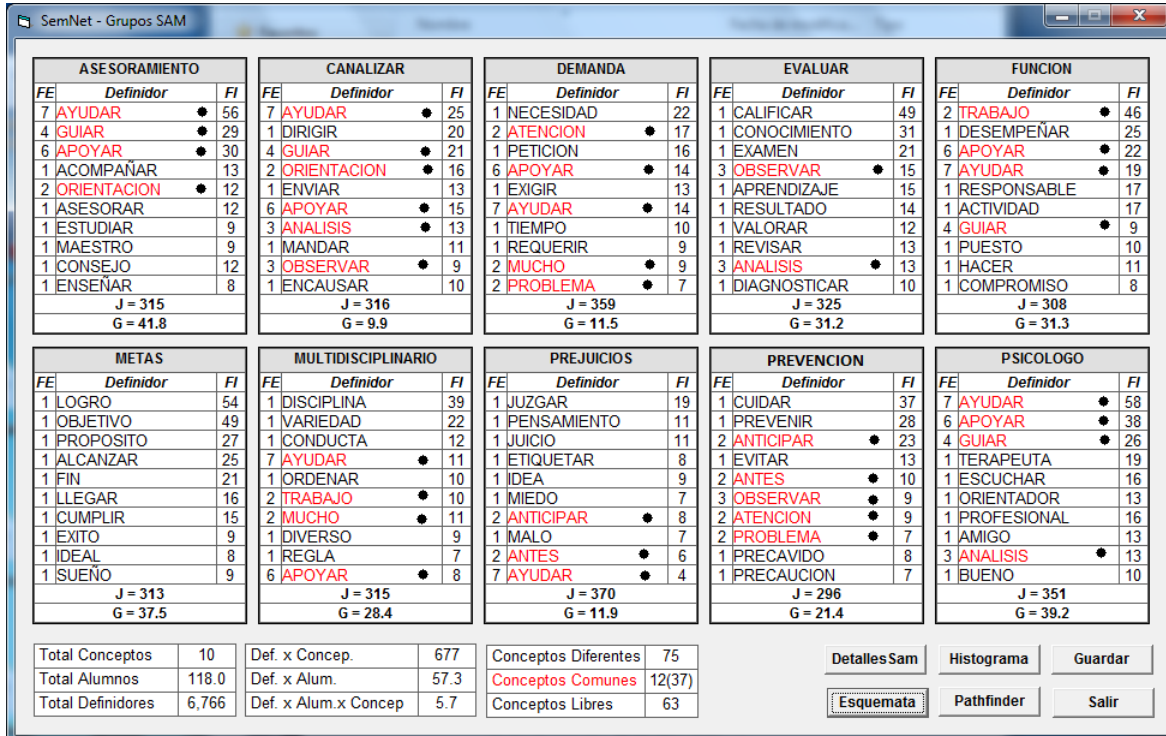 SemNet - Grupos SAM
ASESORAMIENTO
FE Definidor FI
7 AYUDAR 56
4 GUIAR 29
6 APOYAR 30
1 ACOMPAÑAR 13
2 ORIENTACION 12
1 ASESORAR 12
1 ESTUDIAR 9
1 MAESTRO 9
1 CONSEJO 12
1 ENSEÑAR 8
J = 315
G = 41.8
CANALIZAR
FE Definidor FI
7 AYUDAR 25
1 DIRIGIR 20
4 GUIAR 21
2 ORIENTACION 16
1 ENVIAR 13
6 APOYAR 15
3 ANALISIS 13
1 MANDAR 11
3 OBSERVAR 9
1 ENCAUSAR 10
J = 316
G = 9.9
DEMANDA
FE Definidor FI
1 NECESIDAD 22
2 ATENCION 17
1 PETICION 16
6 APOYAR 14
1 EXIGIR 13
7 AYUDAR 14
1 TIEMPO 10
1 REQUERIR 9
2 MUCHO 9
2 PROBLEMA 7
J = 359
G = 11.5
EVALUAR
FE Definidor FI
1 CALIFICAR 49
1 CONOCIMIENTO 31
1 EXAMEN 21
3 OBSERVAR 15
1 APRENDIZAJE 15
1 RESULTADO 14
1 VALORAR 12
1 REVISAR 13
3 ANALISIS 13
1 DIAGNOSTICAR 10
J = 325
G = 31.2
FUNCION
FE Definidor FI
2 TRABAJO 46
1 DESEMPEÑAR 25
6 APOYAR 22
7 AYUDAR 19
1 RESPONSABLE 17
1 ACTIVIDAD 17
4 GUIAR 9
1 PUESTO 10
1 HACER 11
1 COMPROMISO 8
J = 308
G = 31.3
METAS
FE Definidor FI
1 LOGRO 54
1 OBJETIVO 49
1 PROPOSITO 27
1 ALCANZAR 25
1 FIN 21
1 LLEGAR 16
1 CUMPLIR 15
1 EXITO 9
1 IDEAL 8
1 SUEÑO 9
J = 313
G = 37.5
MULTIDISCIPLINARIO
FE Definidor FI
1 DISCIPLINA 39
1 VARIEDAD 22
1 CONDUCTA 12
7 AYUDAR 11
1 ORDENAR 10
2 TRABAJO 10
2 MUCHO 11
1 DIVERSO 9
1 REGLA 7
6 APOYAR 8
J = 315
G = 28.4
PREJUICIOS
FE Definidor FI
1 JUZGAR 19
1 PENSAMIENTO 11
1 JUICIO 11
1 ETIQUETAR 8
1 IDEA 9
1 MIEDO 7
2 ANTICIPAR 8
1 MALO 7
2 ANTES 6
7 AYUDAR 4
J = 370
G = 11.9
PREVENCION
FE Definidor FI
1 CUIDAR 37
1 PREVENIR 28
2 ANTICIPAR 23
1 EVITAR 13
2 ANTES 10
3 OBSERVAR 9
2 ATENCION 9
2 PROBLEMA 7
1 PRECAVIDO 8
1 PRECAUCION 7
J = 296
G = 21.4
PSICOLOGO
FE Definidor FI
7 AYUDAR 58
6 APOYAR 38
4 GUIAR 26
1 TERAPEUTA 19
1 ESCUCHAR 16
1 ORIENTADOR 13
1 PROFESIONAL 16
1 AMIGO 13
3 ANALISIS 13
1 BUENO 10
J = 351
G = 39.2
Total Conceptos 10
Total Alumnos 118.0
Total Definidores 6,766
Def. x Concep. 677
Def. x Alum. 57.3
Def. x Alum.x Concep 5.7
Conceptos Diferentes 75
Conceptos Comunes 12(37)
Conceptos Libres 63
DetallesSam
Histograma
Guardar
Esquemata
Pathfinder
Salir